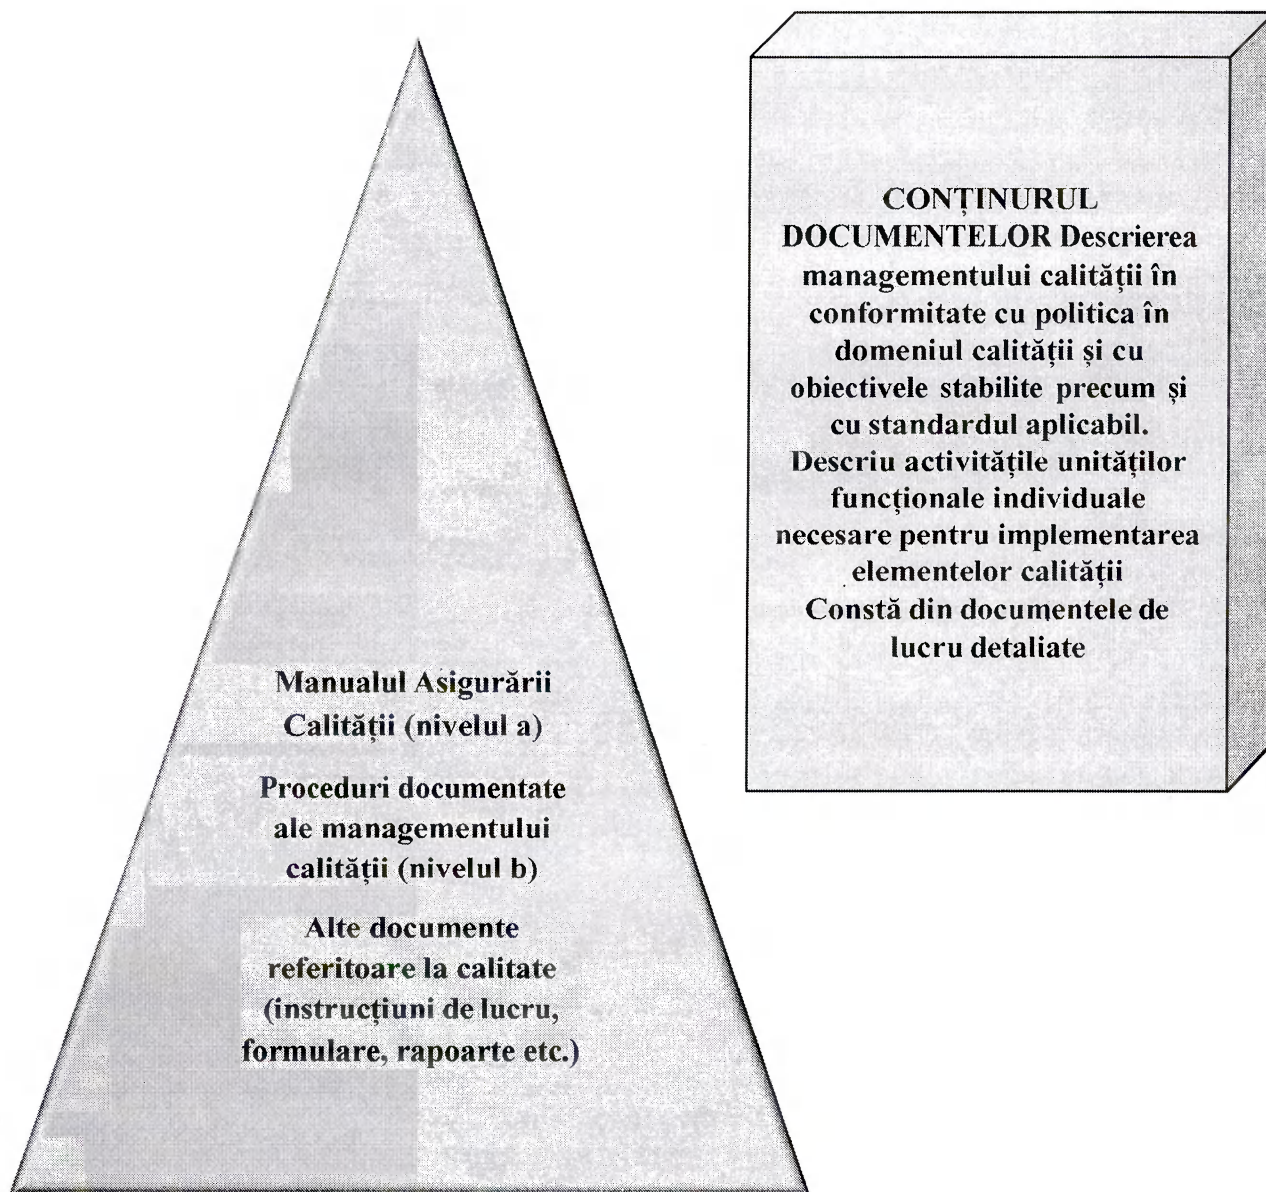 Manualul Asigurării
Calității (nivelul a)
Proceduri documentate
ale managementului
calității (nivelul b)
Alte documente
referitoare la calitate
(instrucțiuni de lucru,
formulare, rapoarte etc.)
CONȚINURUL
DOCUMENTELOR Descrierea
managementului calității în
conformitate cu politica în
domeniul calității și cu
obiectivele stabilite precum și
cu standardul aplicabil.
Descriu activitățile unităților
funcționale individuale
necesare pentru implementarea
elementelor calității
Constă din documentele de
lucru detaliate